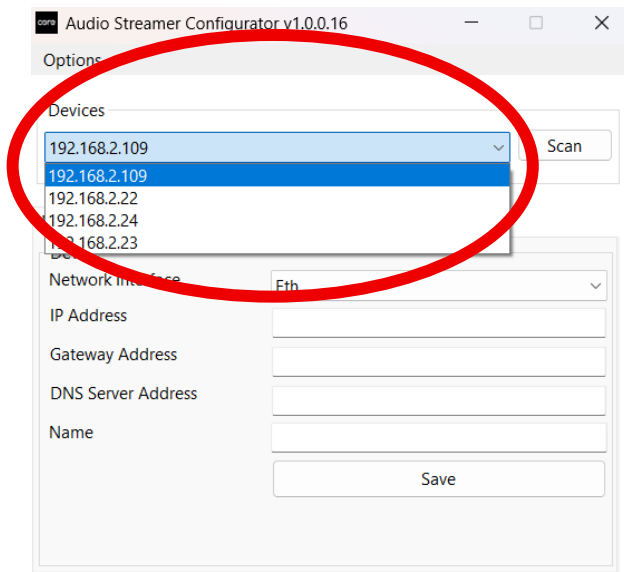 core Audio Streamer Configurator v1.0.0.16
Options
Devices
192.168.2.109
Scan
192.168.2.109
192.168.2.22
192.168.2.24
192.168.2.23
Network Interface
Eth
IP Address
Gateway Address
DNS Server Address
Name
Save